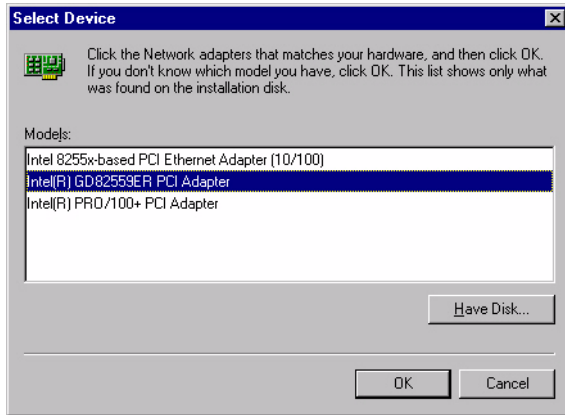 Select Device
Click the Network adapters that matches your hardware, and then click OK.
If you don't know which model you have, click OK. This list shows only what
was found on the installation disk.
Models:
Intel 8255x-based PCI Ethernet Adapter (10/100)
Intel(R) GD82559ER PCI Adapter
Intel(R) PRO/100+ PCI Adapter
Have Disk...
OK
Cancel